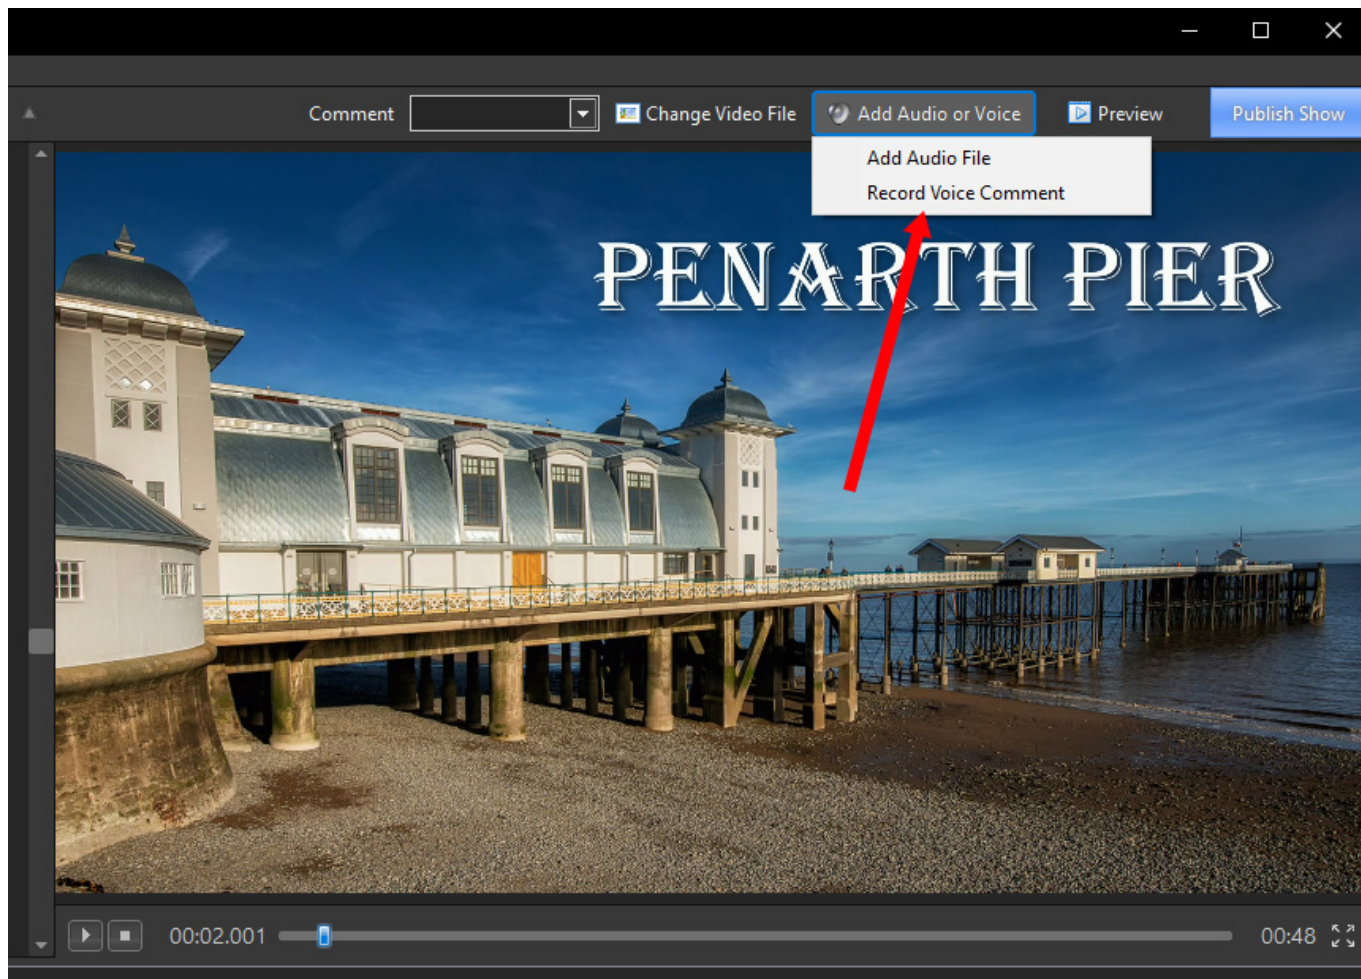 Comment
Change Video File
Add Audio or Voice
Preview
Publish Show
Add Audio File
Record Voice Comment
PENARTH PIER
00:02.001
00:48